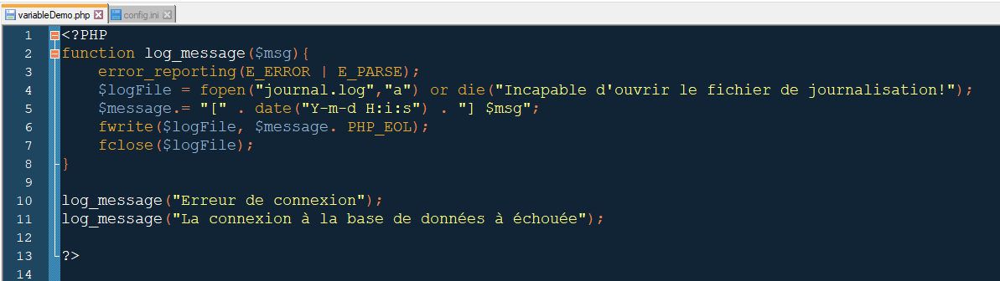 variableDemo.php config.ini
1 <?PHP
2 function log_message($msg){
3     error_reporting(E_ERROR | E_PARSE);
4     $logFile = fopen("journal.log","a") or die("Incapable d'ouvrir le fichier de journalisation!");
5     $message.= "[" . date("Y-m-d H:i:s") . "] $msg";
6     fwrite($logFile, $message. PHP_EOL);
7     fclose($logFile);
8 }
9
10 log_message("Erreur de connexion");
11 log_message("La connexion à la base de données à échouée");
12
13 ?>
14